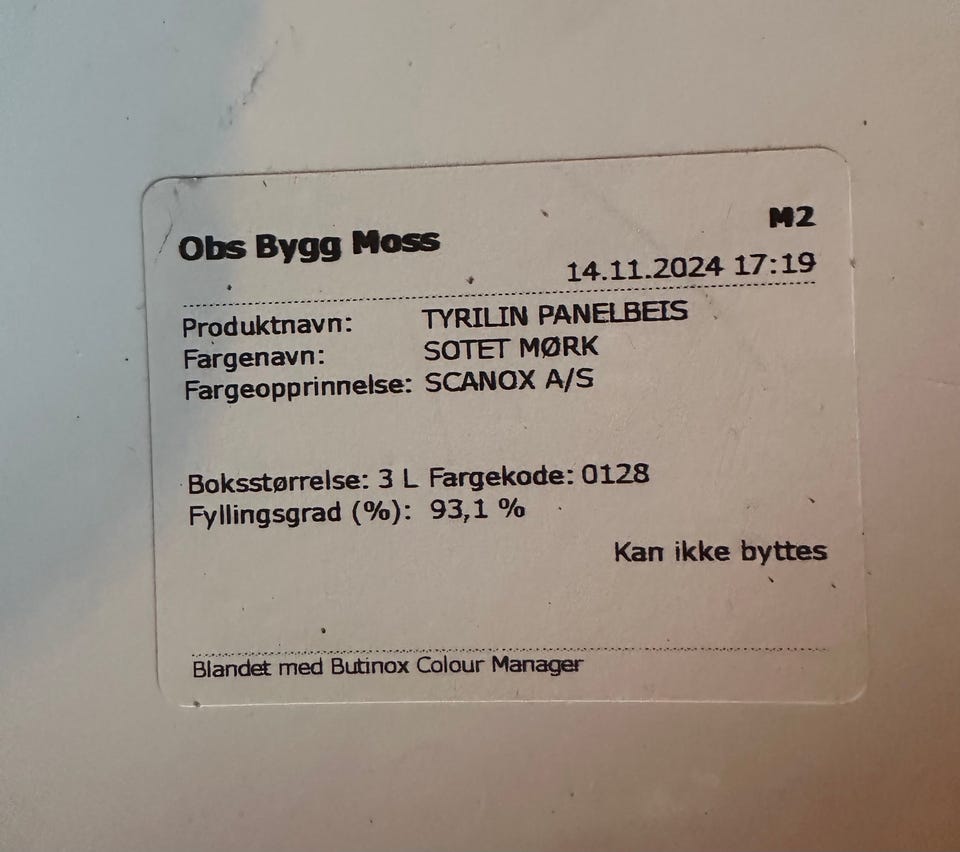 Obs Bygg Moss
M2
14.11.2024 17:19
Produktnavn: TYRILIN PANELBEIS
Fargenavn: SOTET MØRK
Fargeopprinnelse: SCANOX A/S
Boksstørrelse: 3 L Fargekode: 0128
Fyllingsgrad (%): 93,1 %
Kan ikke byttes
Blandet med Butinox Colour Manager